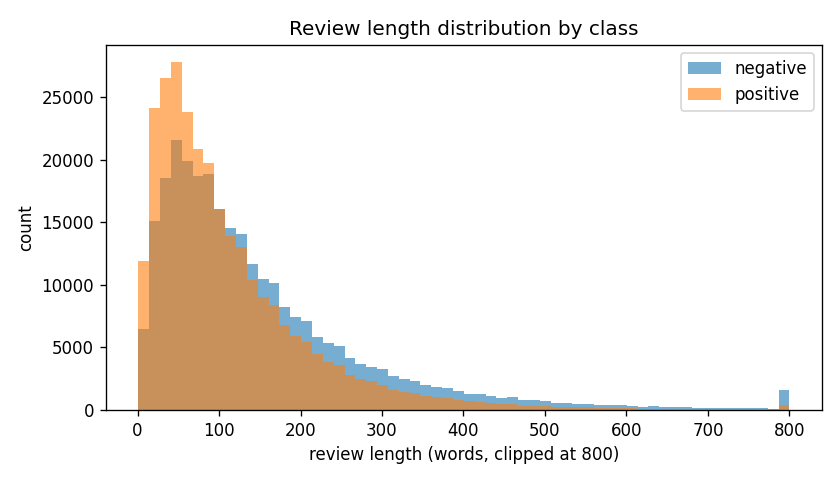 Review length distribution by class
negative
positive
25000
20000
15000
10000
5000
0
count
0 100 200 300 400 500 600 700 800
review length (words, clipped at 800)